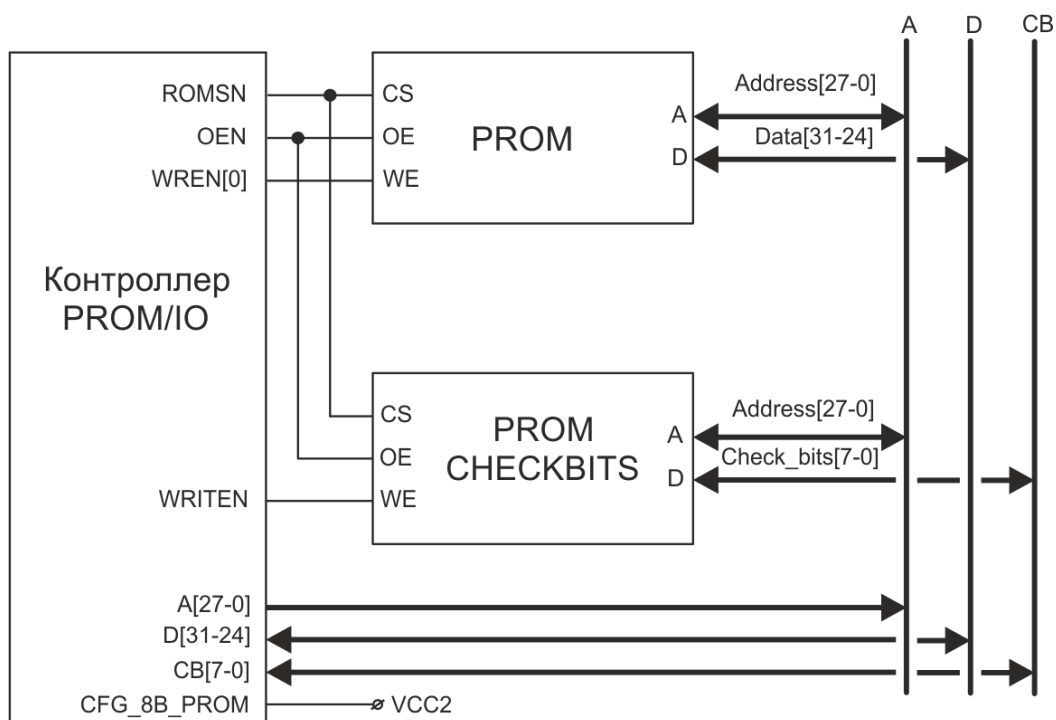 A D CB
ROMSN CS
Address[27-0]
OEN OE PROM A
Data[31-24]
D
WREN[0] WE
Контроллер
PROM/IO
CS
Address[27-0]
PROM
A
CHECKBITS
OE
Check_bits[7-0]
D
WRITEN WE
A[27-0]
D[31-24]
CB[7-0]
CFG_8B_PROM VCC2